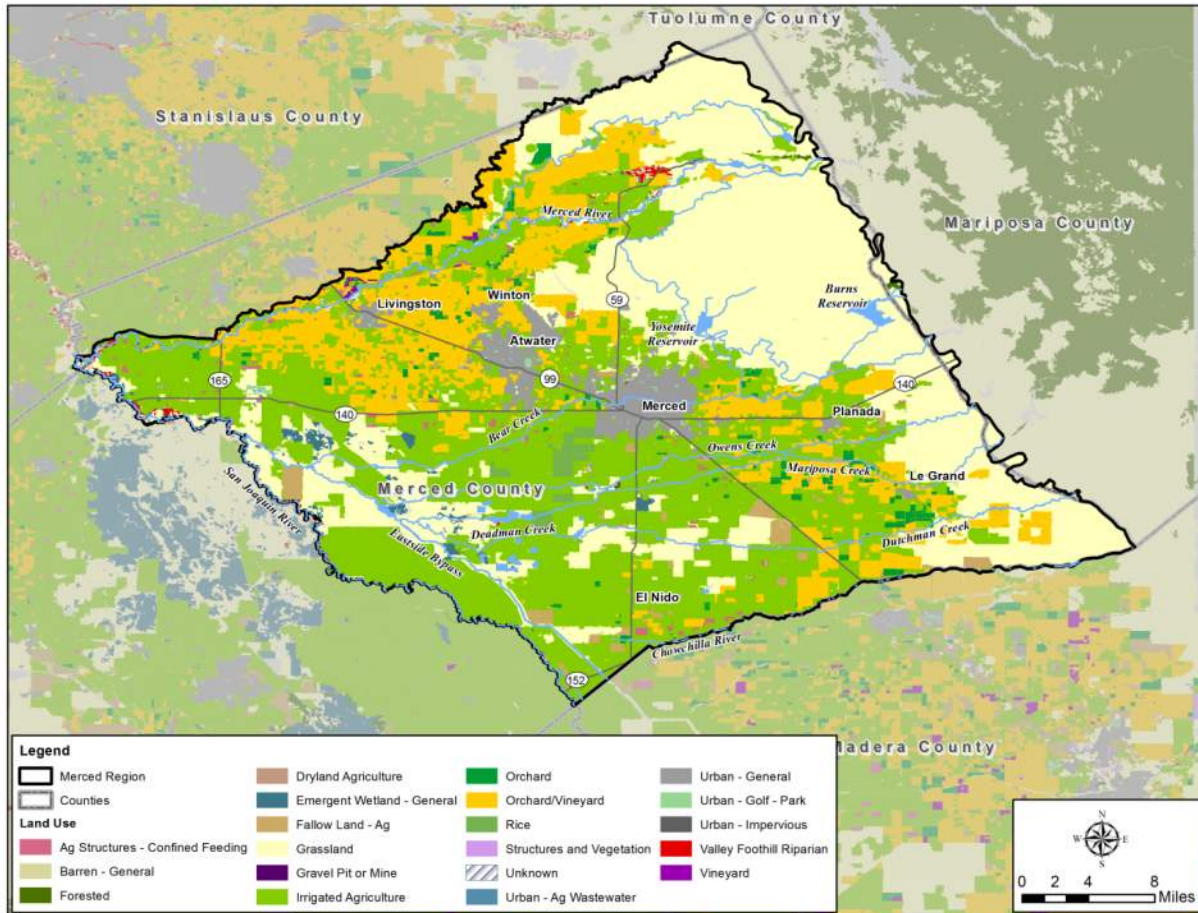 Tuolumne County
Stanislaus County
Mariposa County
Merced River
Burns
Reservoir
Livingston
Winton
59
Yosemite
Reservoir
Atwater
165
99
140
140
Merced
Planada
Bear Creek
Owens Creek
Mariposa Creek
Le Grand
San Joaquin River
Merced County
Deadman Creek
Dutchman Creek
Eastside Bypass
El Nido
Chowchilla River
152
Madera County
Legend
Merced Region
Counties
Land Use
Ag Structures - Confined Feeding
Barren - General
Forested
Dryland Agriculture
Emergent Wetland - General
Fallow Land - Ag
Grassland
Gravel Pit or Mine
Irrigated Agriculture
Orchard
Orchard/Vineyard
Rice
Structures and Vegetation
Unknown
Urban - Ag Wastewater
Urban - General
Urban - Golf - Park
Urban - Impervious
Valley Foothill Riparian
Vineyard
N
W E
S
0 2 4 8
Miles